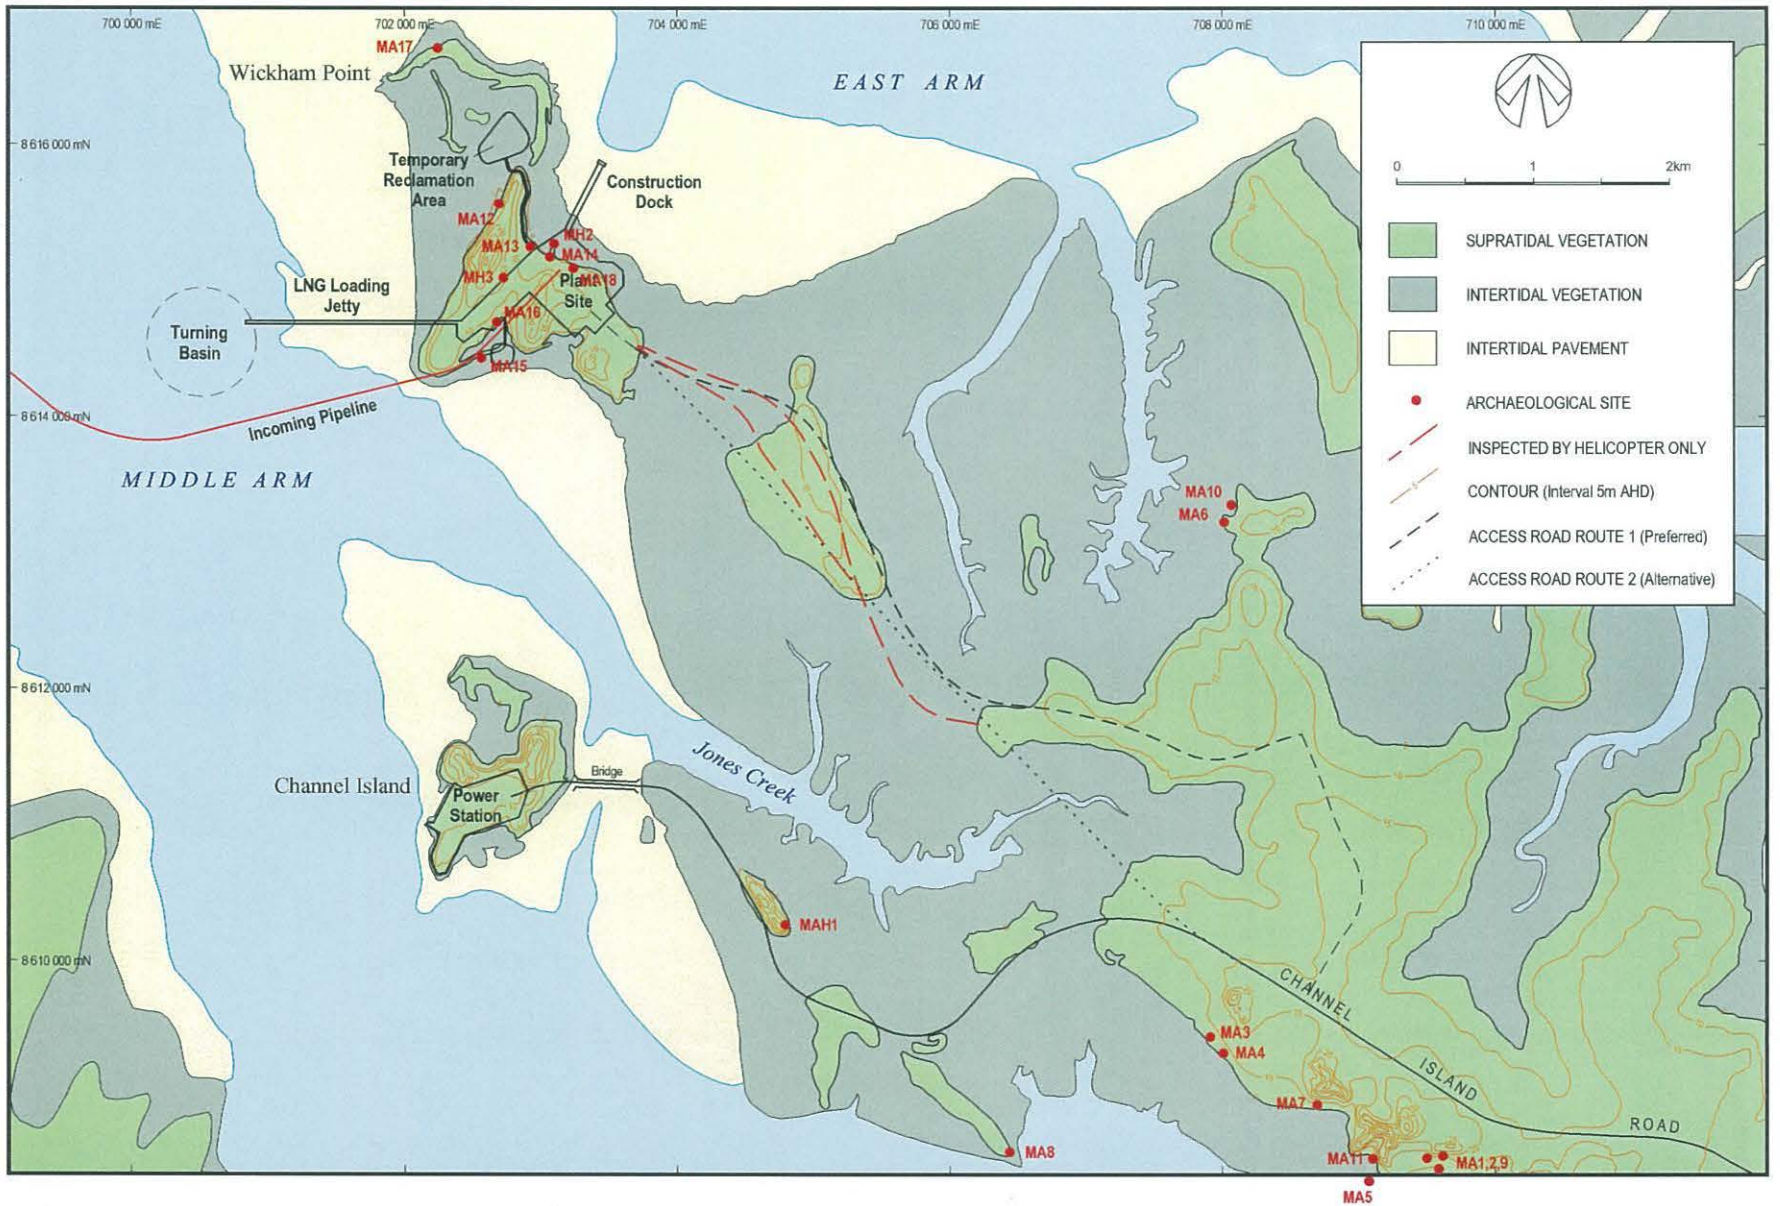 700 000 mE
702 000 mE
704 000 mE
706 000 mE
708 000 mE
710 000 mE
MA17
Wickham Point
EAST ARM
8 616 000 mN
Temporary
Reclamation
Area
Construction
Dock
MA12
MH2
MA13
MA14
MH3
MA18
Plant
Site
LNG Loading
Jetty
MA16
Turning
Basin
MA15
8 614 000 mN
Incoming Pipeline
MIDDLE ARM
MA10
MA6
0
1
2km
SUPRATIDAL VEGETATION
INTERTIDAL VEGETATION
INTERTIDAL PAVEMENT
ARCHAEOLOGICAL SITE
INSPECTED BY HELICOPTER ONLY
CONTOUR (Interval 5m AHD)
ACCESS ROAD ROUTE 1 (Preferred)
ACCESS ROAD ROUTE 2 (Alternative)
8 612 000 mN
Jones Creek
Bridge
Channel Island
Power
Station
MAH1
8 610 000 mN
CHANNEL
ISLAND
ROAD
MA3
MA4
MA7
MA8
MA11
MA1,2,9
MA5